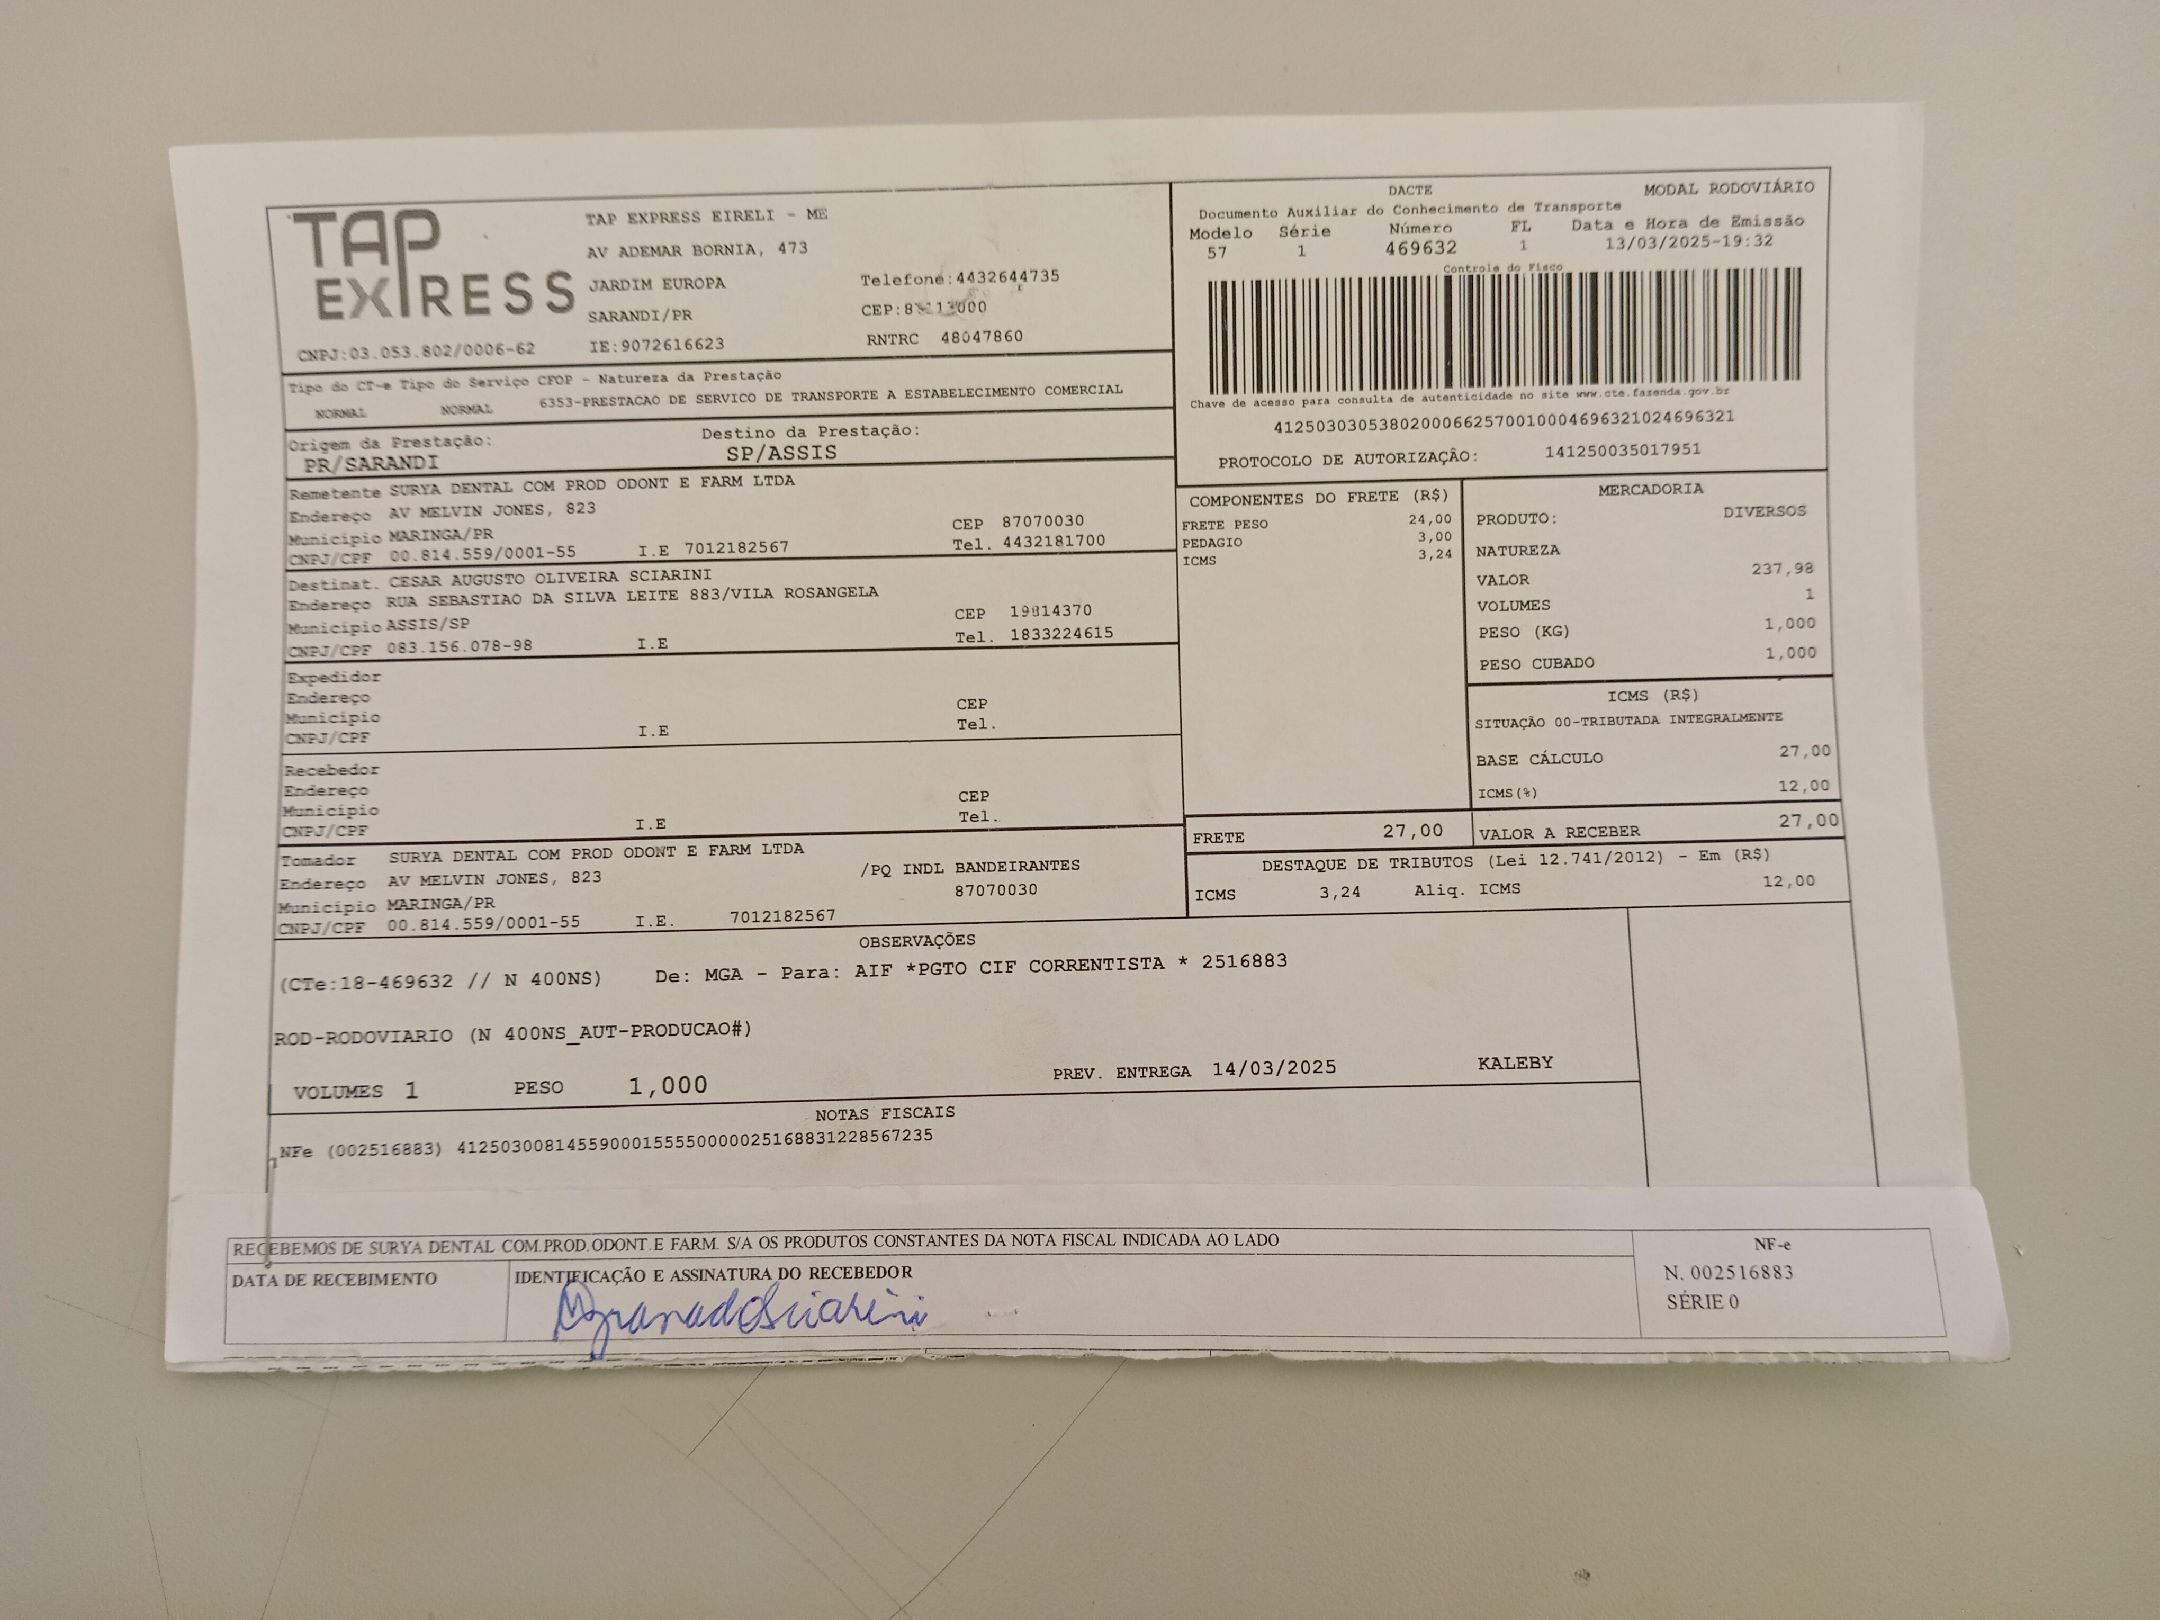 TAP
EXPRESS
CNPJ:03.053.802/0006-62
TAP EXPRESS EIRELI - ME
AV ADEMAR BORNIA, 473
JARDIM EUROPA
SARANDI/PR
IE:9072616623
Telefone:4432644735
CEP:
RNTRC 48047860
DACTE
MODAL RODOVIÁRIO
Documento Auxiliar do Conhecimento de Transporte
Modelo Série Número FL Data e Hora de Emissão
57 1 469632 1 13/03/2025-19:32
Controle do Fisco
Chave de acesso para consulta de autenticidade no site www.cte.fazenda.gov.br
41250303053802000662570010004696321024696321
PROTOCOLO DE AUTORIZAÇÃO: 141250035017951
Tipo do CT-e Tipo do Serviço CFOP - Natureza da Prestação
NORMAL NORMAL 6353-PRESTACAO DE SERVICO DE TRANSPORTE A ESTABELECIMENTO COMERCIAL
Origem da Prestação: Destino da Prestação:
PR/SARANDI SP/ASSIS
Remetente SURYA DENTAL COM PROD ODONT E FARM LTDA
Endereço AV MELVIN JONES, 823
Município MARINGA/PR CEP 87070030
CNPJ/CPF 00.814.559/0001-55 I.E 7012182567 Tel. 4432181700
Destinat. CESAR AUGUSTO OLIVEIRA SCIARINI
Endereço RUA SEBASTIAO DA SILVA LEITE 883/VILA ROSANGELA
Município ASSIS/SP CEP 19814370
CNPJ/CPF 083.156.078-98 I.E Tel. 1833224615
Expedidor
Endereço
Município CEP
CNPJ/CPF I.E Tel.
Recebedor
Endereço
Município CEP
CNPJ/CPF I.E Tel.
Tomador SURYA DENTAL COM PROD ODONT E FARM LTDA
Endereço AV MELVIN JONES, 823 /PQ INDL BANDEIRANTES
Município MARINGA/PR 87070030
CNPJ/CPF 00.814.559/0001-55 I.E. 7012182567
COMPONENTES DO FRETE (R$)
FRETE PESO 24,00
PEDAGIO 3,00
ICMS 3,24
MERCADORIA
PRODUTO: DIVERSOS
NATUREZA
VALOR 237,98
VOLUMES 1
PESO (KG) 1,000
PESO CUBADO 1,000
ICMS (R$)
SITUAÇÃO 00-TRIBUTADA INTEGRALMENTE
BASE CÁLCULO 27,00
ICMS(%) 12,00
FRETE 27,00 VALOR A RECEBER 27,00
DESTAQUE DE TRIBUTOS (Lei 12.741/2012) - Em (R$)
ICMS 3,24 Aliq. ICMS 12,00
OBSERVAÇÕES
(CTe:18-469632 // N 400NS) De: MGA - Para: AIF *PGTO CIF CORRENTISTA * 2516883
ROD-RODOVIARIO (N 400NS_AUT-PRODUCAO#)
VOLUMES 1 PESO 1,000 PREV. ENTREGA 14/03/2025 KALEBY
NOTAS FISCAIS
NFe (002516883) 41250300814559000155550000025168831228567235
RECEBEMOS DE SURYA DENTAL COM.PROD.ODONT.E FARM. S/A OS PRODUTOS CONSTANTES DA NOTA FISCAL INDICADA AO LADO
DATA DE RECEBIMENTO IDENTIFICAÇÃO E ASSINATURA DO RECEBEDOR
NF-e
N. 002516883
SÉRIE 0